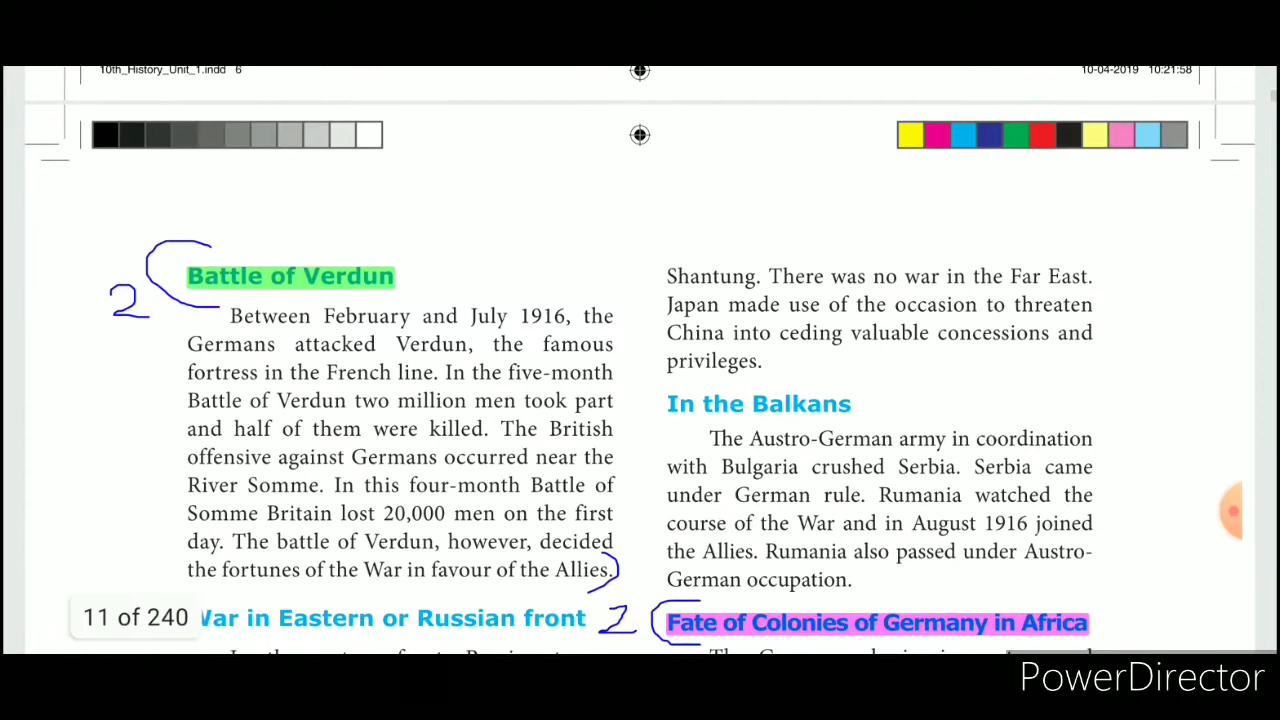 10th_History_Unit_1.indd 6
10-04-2019 10:21:58
2
Battle of Verdun
Between February and July 1916, the
Germans attacked Verdun, the famous
fortress in the French line. In the five-month
Battle of Verdun two million men took part
and half of them were killed. The British
offensive against Germans occurred near the
River Somme. In this four-month Battle of
Somme Britain lost 20,000 men on the first
day. The battle of Verdun, however, decided
the fortunes of the War in favour of the Allies.
War in Eastern or Russian front
11 of 240
Shantung. There was no war in the Far East.
Japan made use of the occasion to threaten
China into ceding valuable concessions and
privileges.
In the Balkans
The Austro-German army in coordination
with Bulgaria crushed Serbia. Serbia came
under German rule. Rumania watched the
course of the War and in August 1916 joined
the Allies. Rumania also passed under Austro-
German occupation.
2
Fate of Colonies of Germany in Africa
PowerDirector